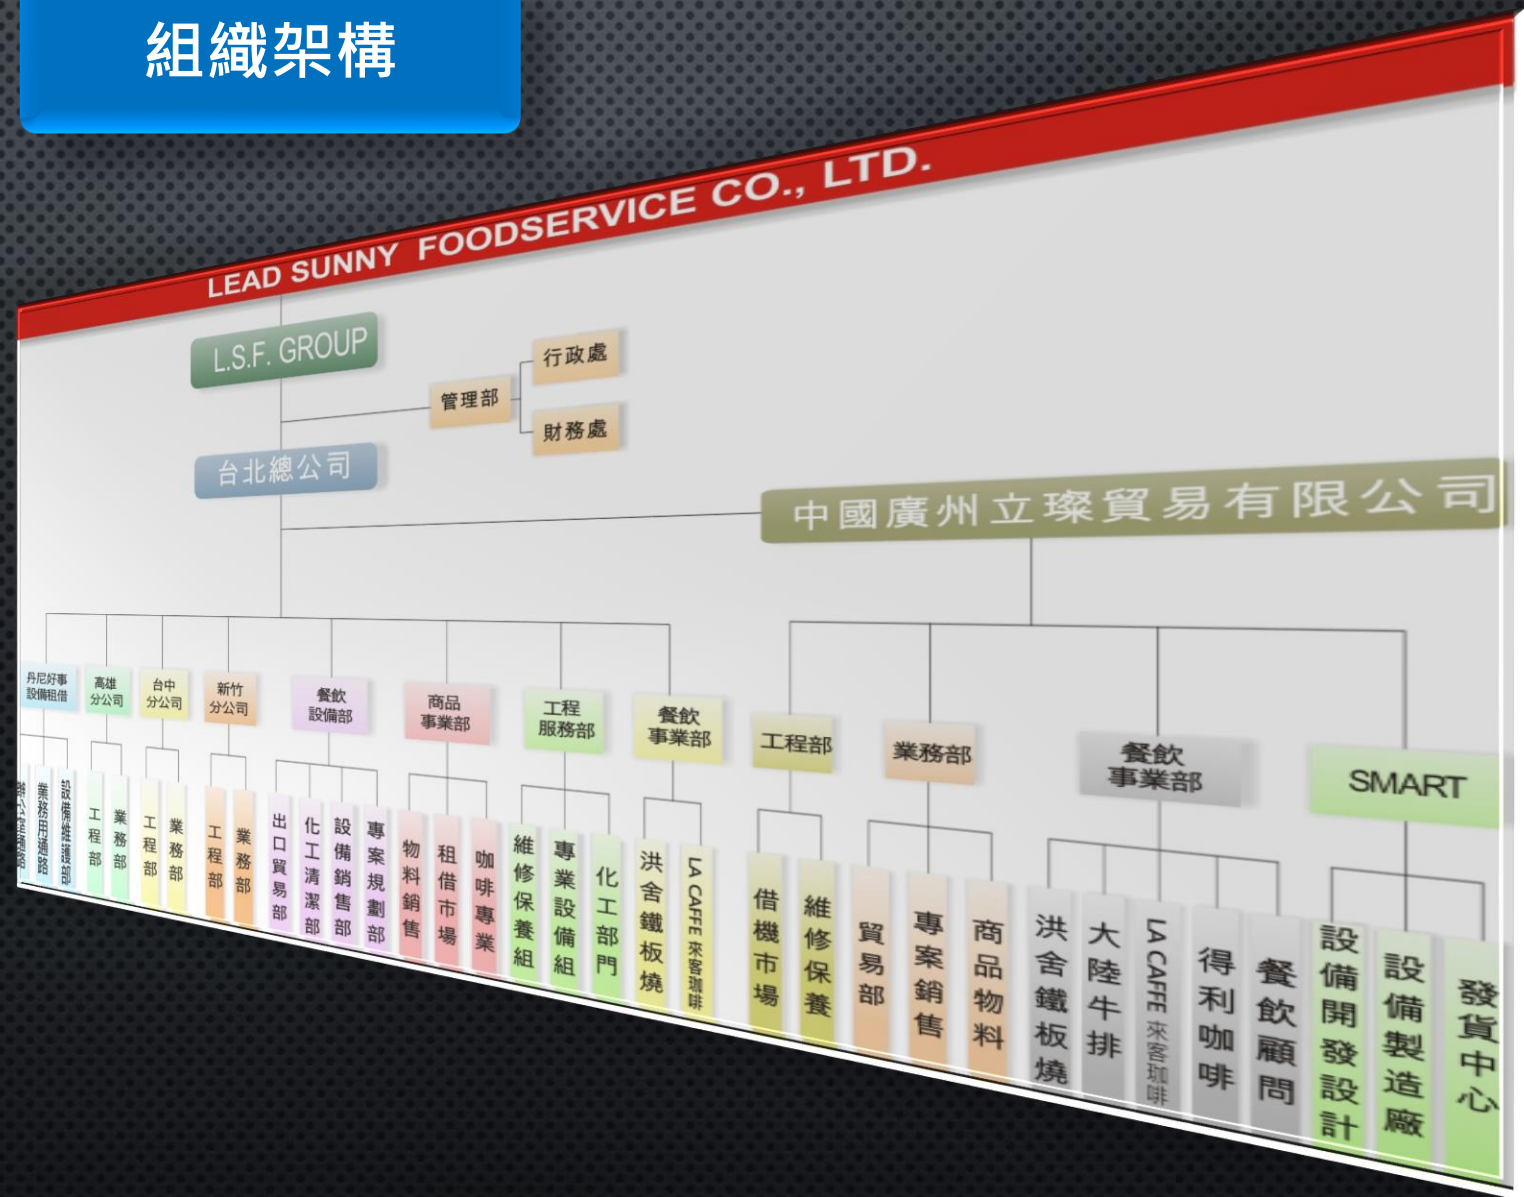 組織架構
LEAD SUNNY FOODSERVICE CO., LTD.
L.S.F. GROUP
管理部
行政處
財務處
台北總公司
中國廣州立璨貿易有限公司
丹尼好事
設備租借
高雄
分公司
台中
分公司
新竹
分公司
餐飲
設備部
商品
事業部
工程
服務部
餐飲
事業部
工程部
業務部
餐飲
事業部
SMART
辦公室通路
業務用通路
設備維護部
工程部
業務部
工程部
業務部
工程部
業務部
出口貿易部
化工清潔部
設備銷售部
專案規劃部
物料銷售
租借市場
咖啡專業
維修保養組
專業設備組
化工部門
洪舍鐵板燒
LA CAFFE 來客珈啡
借機市場
維修保養
貿易部
專案銷售
商品物料
洪舍鐵板燒
大陸牛排
LA CAFFE 來客珈啡
得利咖啡
餐飲顧問
設備開發設計
設備製造廠
發貨中心